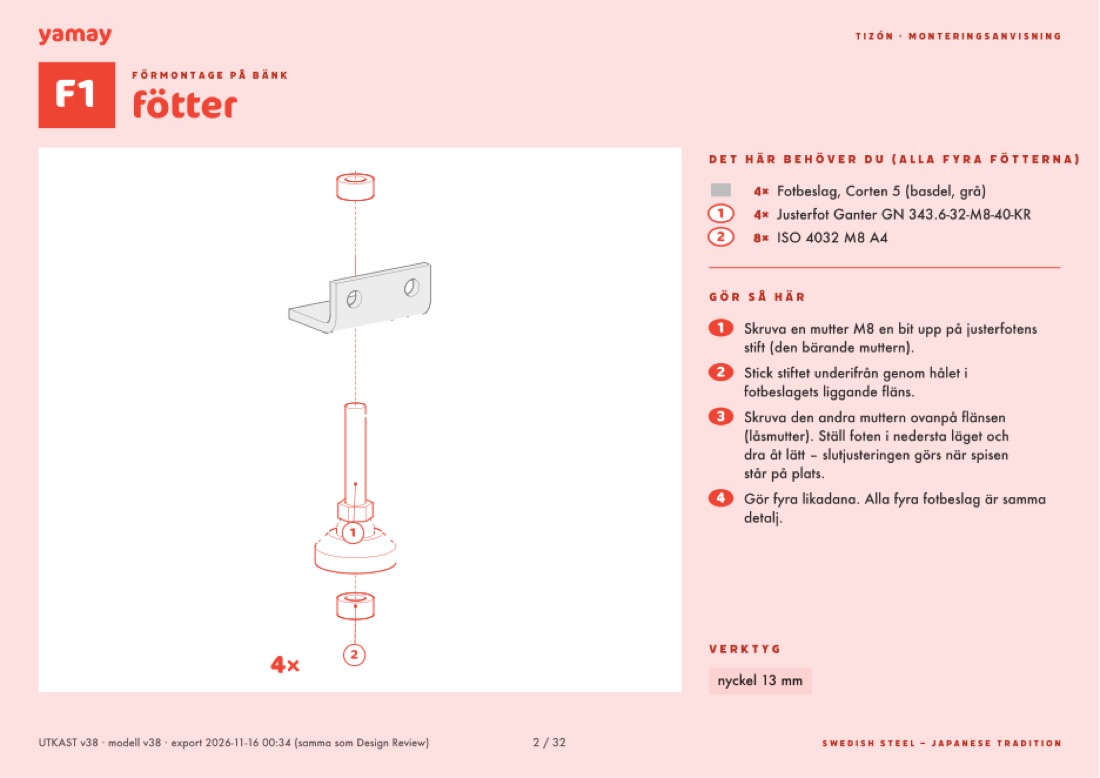 yamay
TIZÓN · MONTERINGSANVISNING
F1
FÖRMONTAGE PÅ BÄNK
fötter
DET HÄR BEHÖVER DU (ALLA FYRA FÖTTERNA)
4× Fotbeslag, Corten 5 (basdel, grå)
1 4× Justerfot Ganter GN 343.6-32-M8-40-KR
2 8× ISO 4032 M8 A4
GÖR SÅ HÄR
1 Skruva en mutter M8 en bit upp på justerfotens
stift (den bärande muttern).
2 Stick stiftet underifrån genom hålet i
fotbeslagets liggande fläns.
3 Skruva den andra muttern ovanpå flänsen
(låsmutter). Ställ foten i nedersta läget och
dra åt lätt – slutjusteringen görs när spisen
står på plats.
4 Gör fyra likadana. Alla fyra fotbeslag är samma
detalj.
1
2
4×
VERKTYG
nyckel 13 mm
UTKAST v38 · modell v38 · export 2026-11-16 00:34 (samma som Design Review)
2 / 32
SWEDISH STEEL – JAPANESE TRADITION